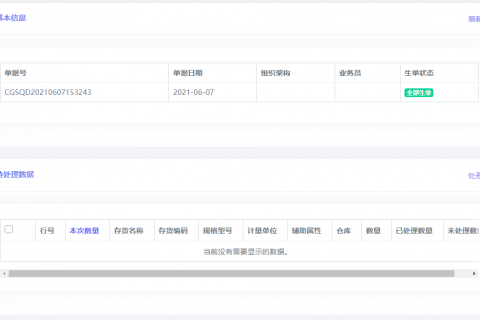 基本信息 刷新
单据号 单据日期 组织架构 业务员 生单状态
CGSQD20210607153243 2021-06-07 全部生单
待处理数据
行号 本次数量 存货名称 存货编码 规格型号 计量单位 辅助属性 仓库 数量 已处理数量 未处理数
当前没有需要显示的数据。